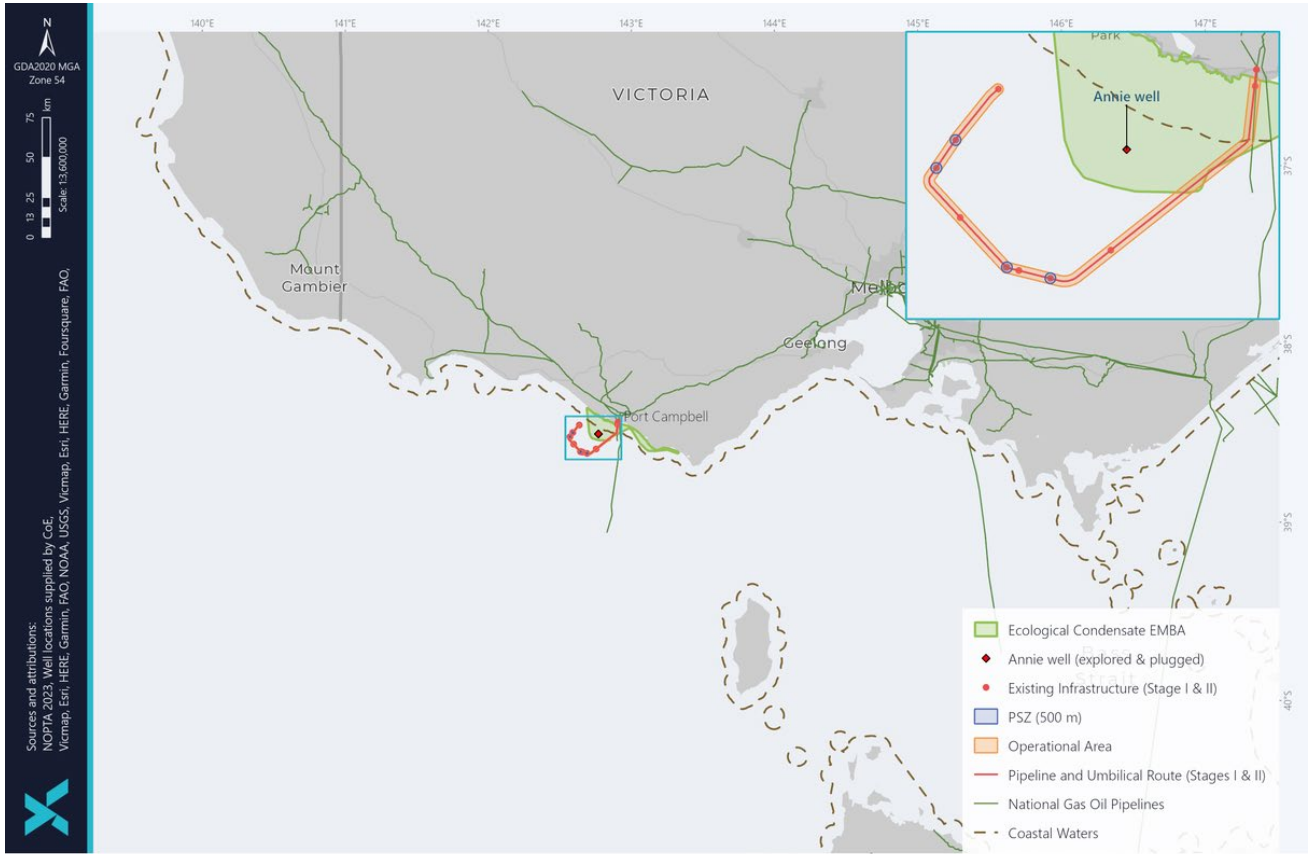 N
GDA2020 MGA
Zone 54
0 13 25 50 75
km
Scale: 1:3,600,000
Sources and attributions:
NOPTA 2023, Well locations supplied by CoE,
Vicmap, Esri, HERE, Garmin, FAO, NOAA, USGS, Vicmap, Esri, HERE, Garmin, Foursquare, FAO,
140°E
141°E
142°E
143°E
144°E
145°E
146°E
147°E
37°S
38°S
39°S
40°S
VICTORIA
Park
Annie well
Mount
Gambier
Melbo
Geelong
Port Campbell
Bass
Strait
Ecological Condensate EMBA
Annie well (explored & plugged)
Existing Infrastructure (Stage I & II)
PSZ (500 m)
Operational Area
Pipeline and Umbilical Route (Stages I & II)
National Gas Oil Pipelines
Coastal Waters